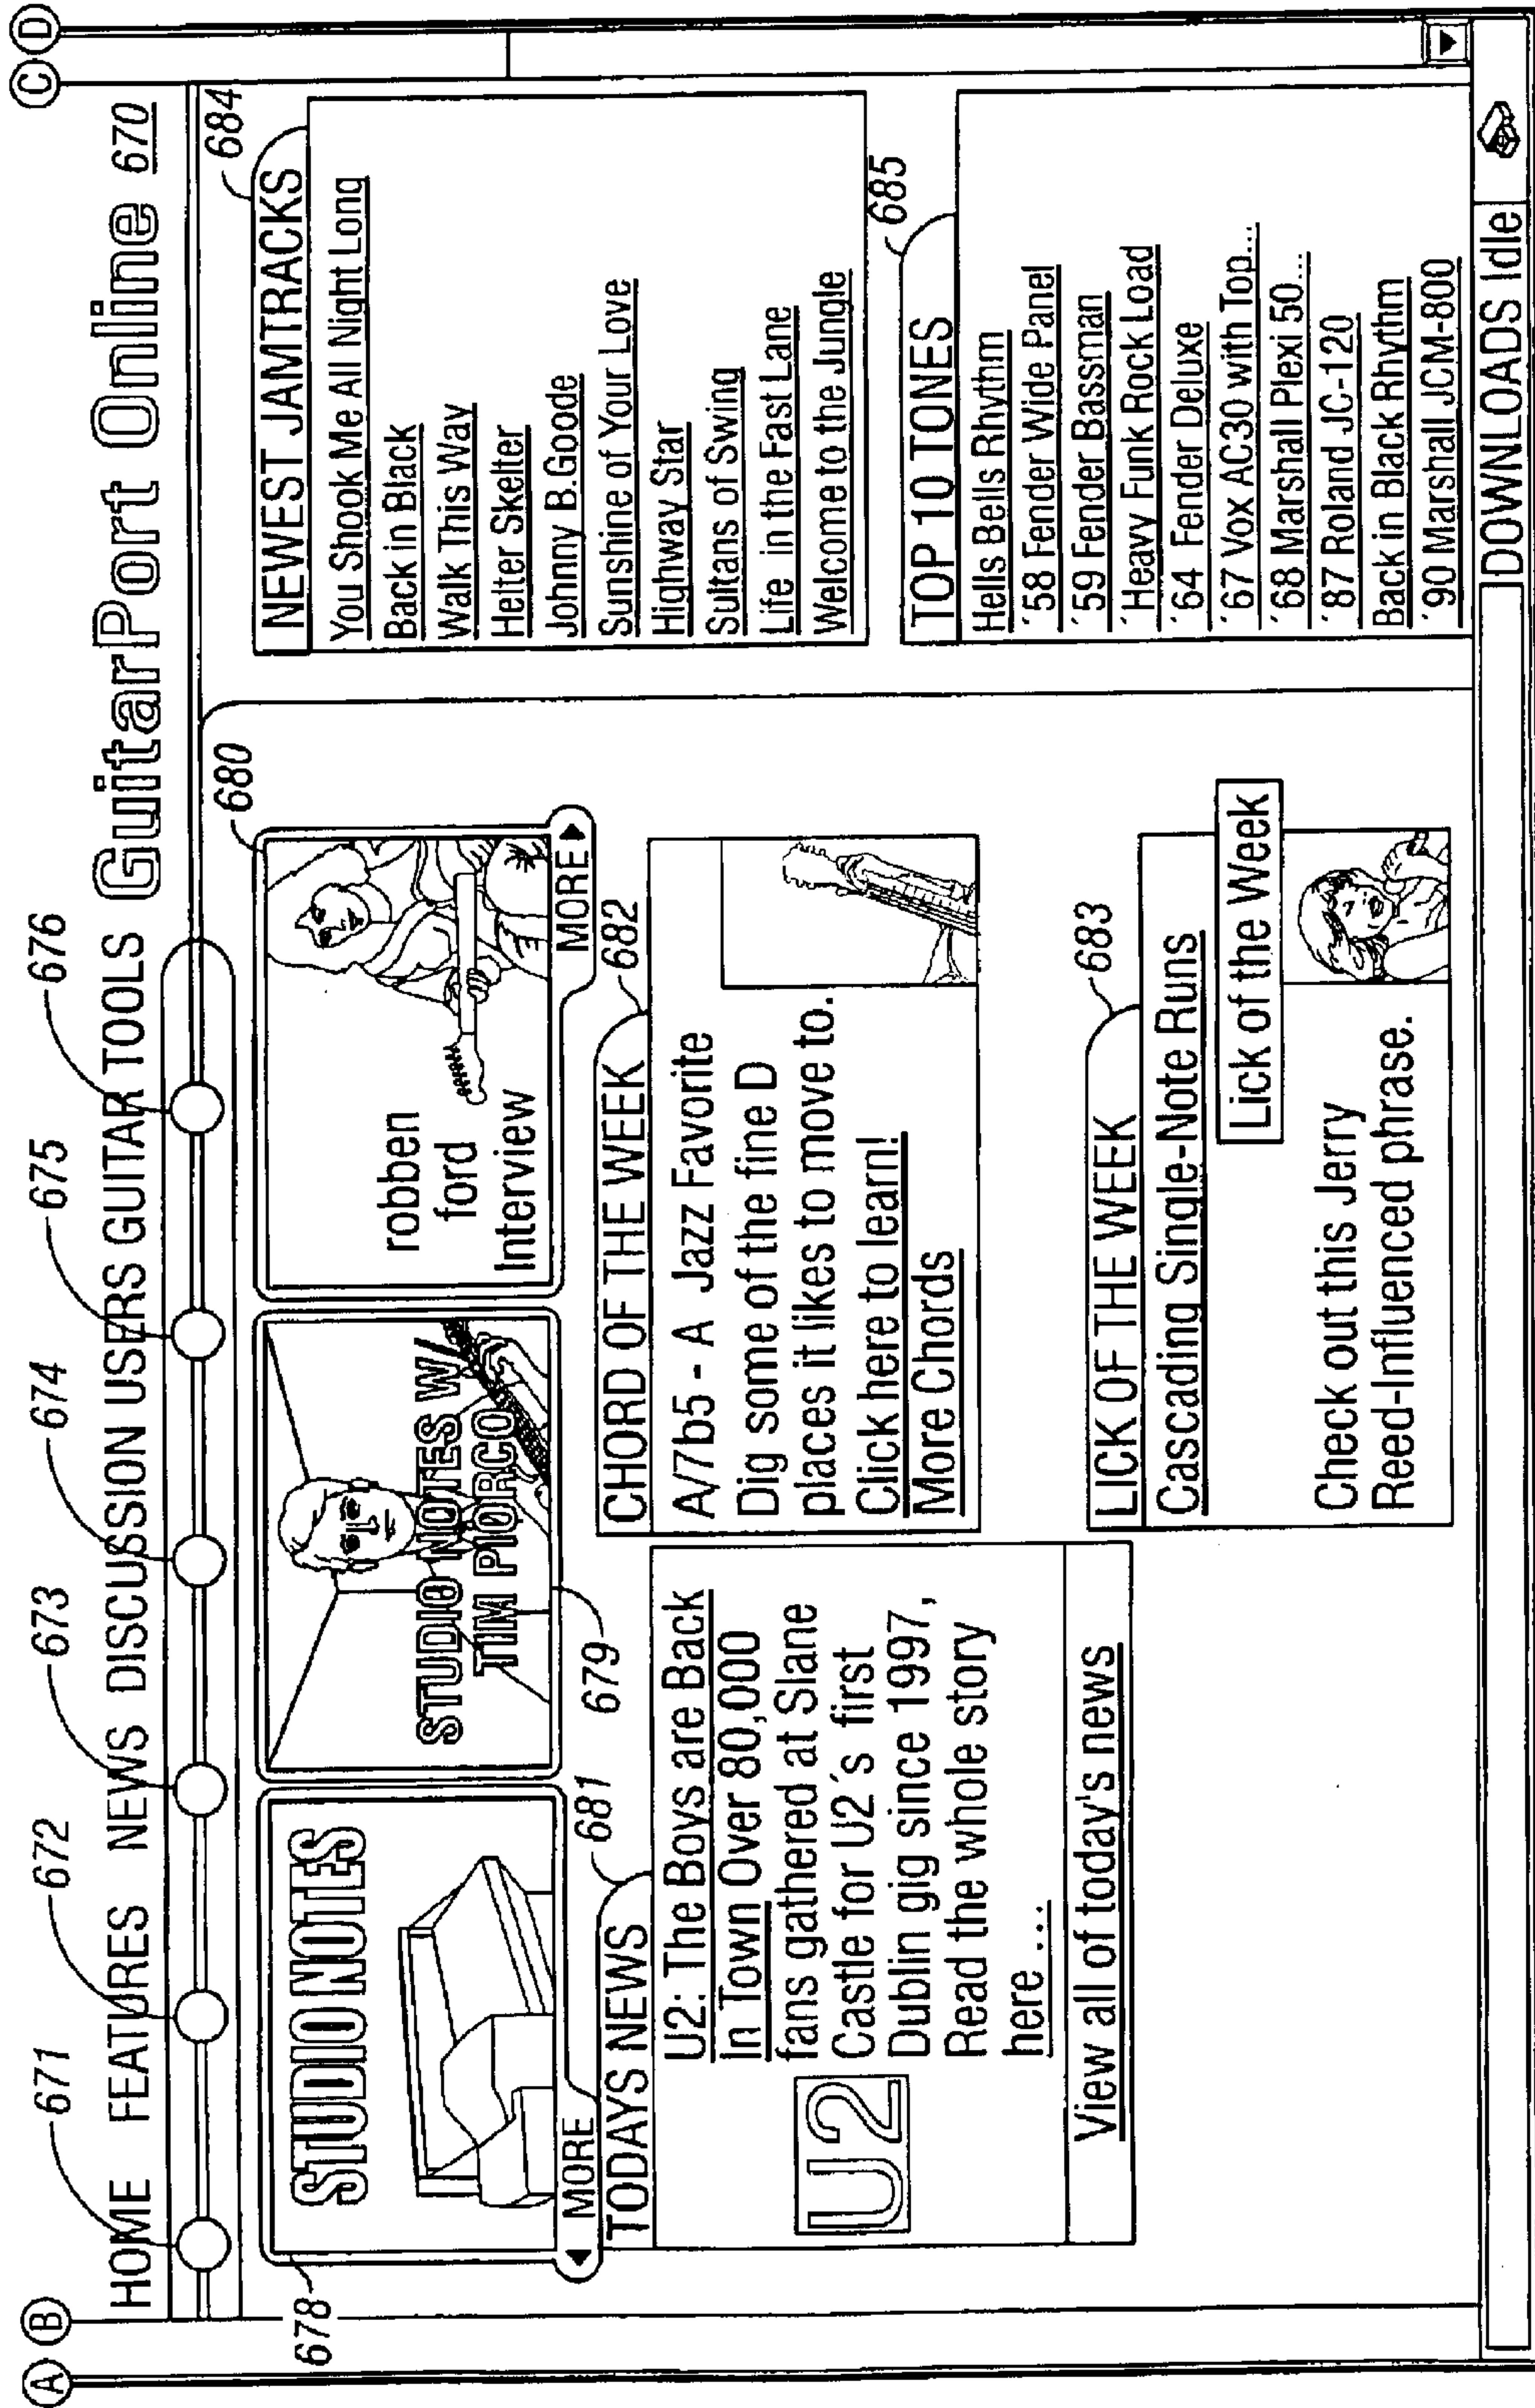 A B
C D
671
672
673
674
675
676
HOME FEATURES NEWS DISCUSSION USERS GUITAR TOOLS GuitarPort Online 670
678
STUDIO NOTES
MORE
STUDIO NOTES W/
TIM PIORCO
679
680
robben
ford
Interview
MORE
681
TODAYS NEWS
U2
U2: The Boys are Back
In Town Over 80,000
fans gathered at Slane
Castle for U2´s first
Dublin gig since 1997,
Read the whole story
here ...
View all of today's news
682
CHORD OF THE WEEK
A/7b5 - A Jazz Favorite
Dig some of the fine D
places it likes to move to.
Click here to learn!
More Chords
683
LICK OF THE WEEK
Cascading Single-Note Runs
Lick of the Week
Check out this Jerry
Reed-Influenced phrase.
684
NEWEST JAMTRACKS
You Shook Me All Night Long
Back in Black
Walk This Way
Helter Skelter
Johnny B.Goode
Sunshine of Your Love
Highway Star
Sultans of Swing
Life in the Fast Lane
Welcome to the Jungle
685
TOP 10 TONES
Hells Bells Rhythm
´58 Fender Wide Panel
´59 Fender Bassman
´Heavy Funk Rock Load
´64 Fender Deluxe
´67 Vox AC30 with Top...
´68 Marshall Plexi 50...
´87 Roland JC-120
Back in Black Rhythm
´90 Marshall JCM-800
DOWNLOADS Idle